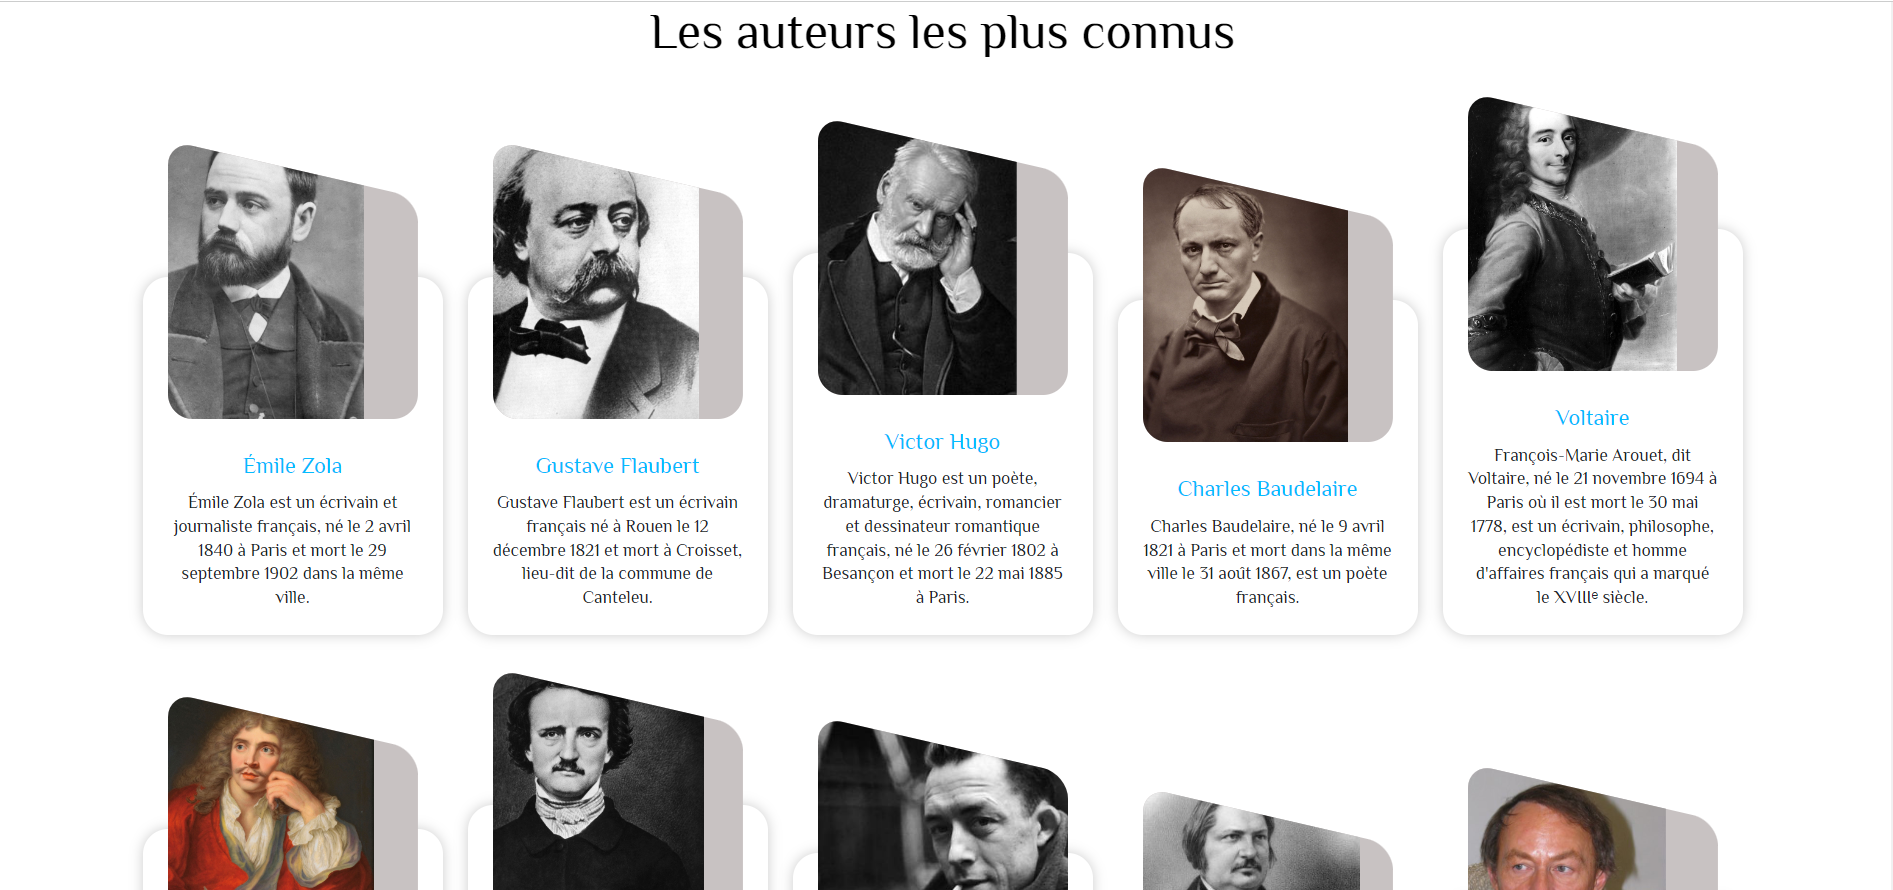 Les auteurs les plus connus
Émile Zola
Émile Zola est un écrivain et
journaliste français, né le 2 avril
1840 à Paris et mort le 29
septembre 1902 dans la même
ville.
Gustave Flaubert
Gustave Flaubert est un écrivain
français né à Rouen le 12
décembre 1821 et mort à Croisset,
lieu-dit de la commune de
Canteleu.
Victor Hugo
Victor Hugo est un poète,
dramaturge, écrivain, romancier
et dessinateur romantique
français, né le 26 février 1802 à
Besançon et mort le 22 mai 1885
à Paris.
Charles Baudelaire
Charles Baudelaire, né le 9 avril
1821 à Paris et mort dans la même
ville le 31 août 1867, est un poète
français.
Voltaire
François-Marie Arouet, dit
Voltaire, né le 21 novembre 1694 à
Paris où il est mort le 30 mai
1778, est un écrivain, philosophe,
encyclopédiste et homme
d'affaires français qui a marqué
le XVIIIᵉ siècle.